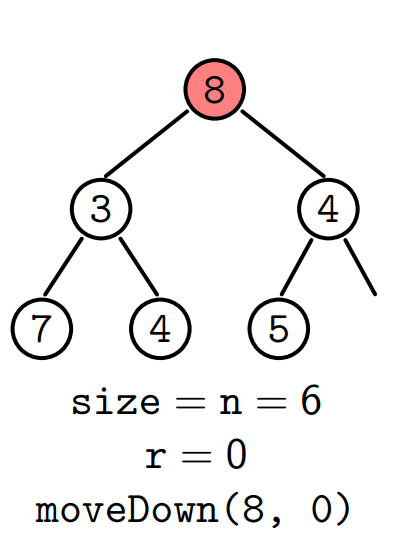 8
3 4
7 4 5
size = n = 6
r = 0
moveDown(8, 0)